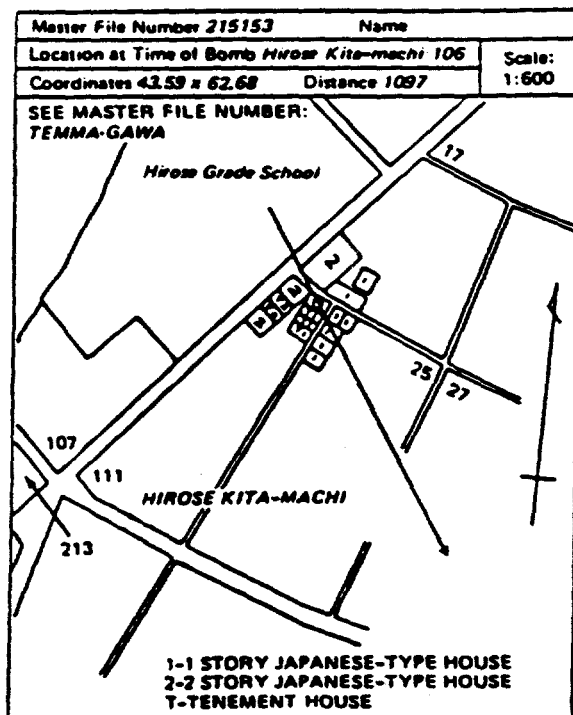 Master File Number 215153 Name
Location at Time of Bomb Hirose Kita-machi 106
Scale: 1:600
Coordinates 43.59 x 62.68 Distance 1097
SEE MASTER FILE NUMBER:
TEMMA-GAWA
Hirose Grade School
17
2
25
27
107
111
HIROSE KITA-MACHI
213
1-1 STORY JAPANESE-TYPE HOUSE
2-2 STORY JAPANESE-TYPE HOUSE
T-TENEMENT HOUSE